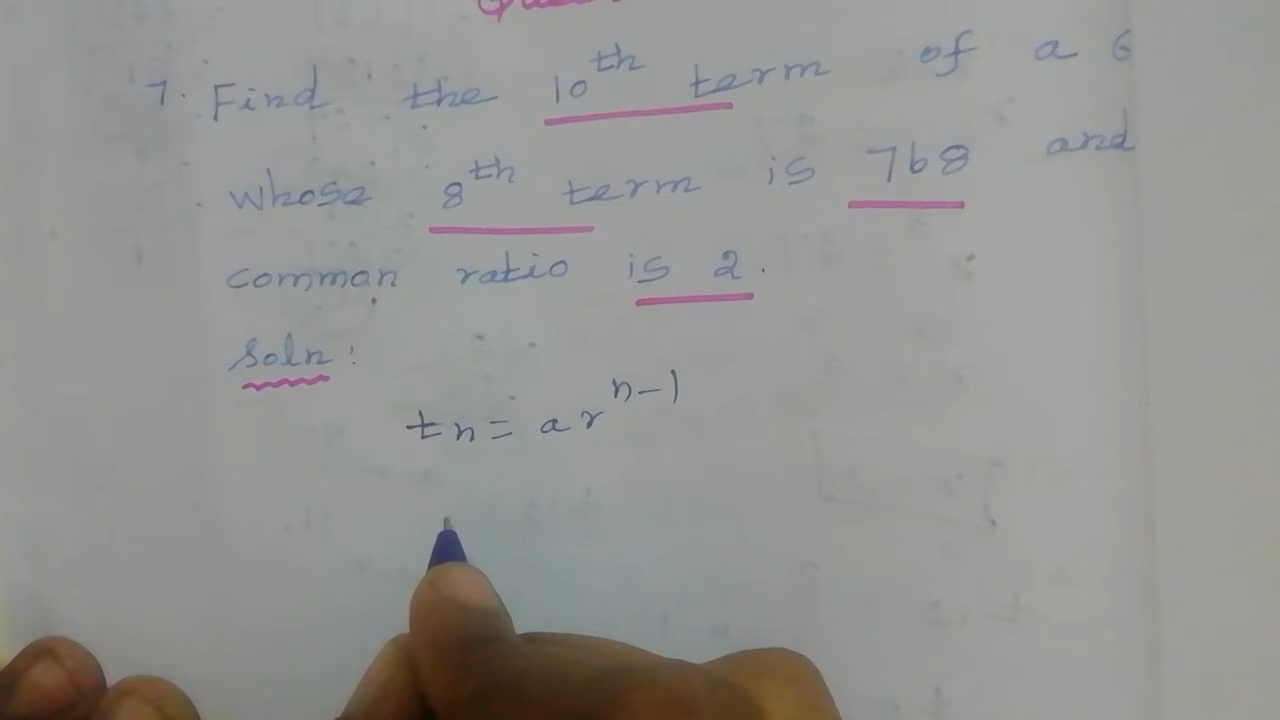 7. Find the 10th term of a G
whose 8th term is 768 and
common ratio is 2.
Soln:
tn = ar^n-1